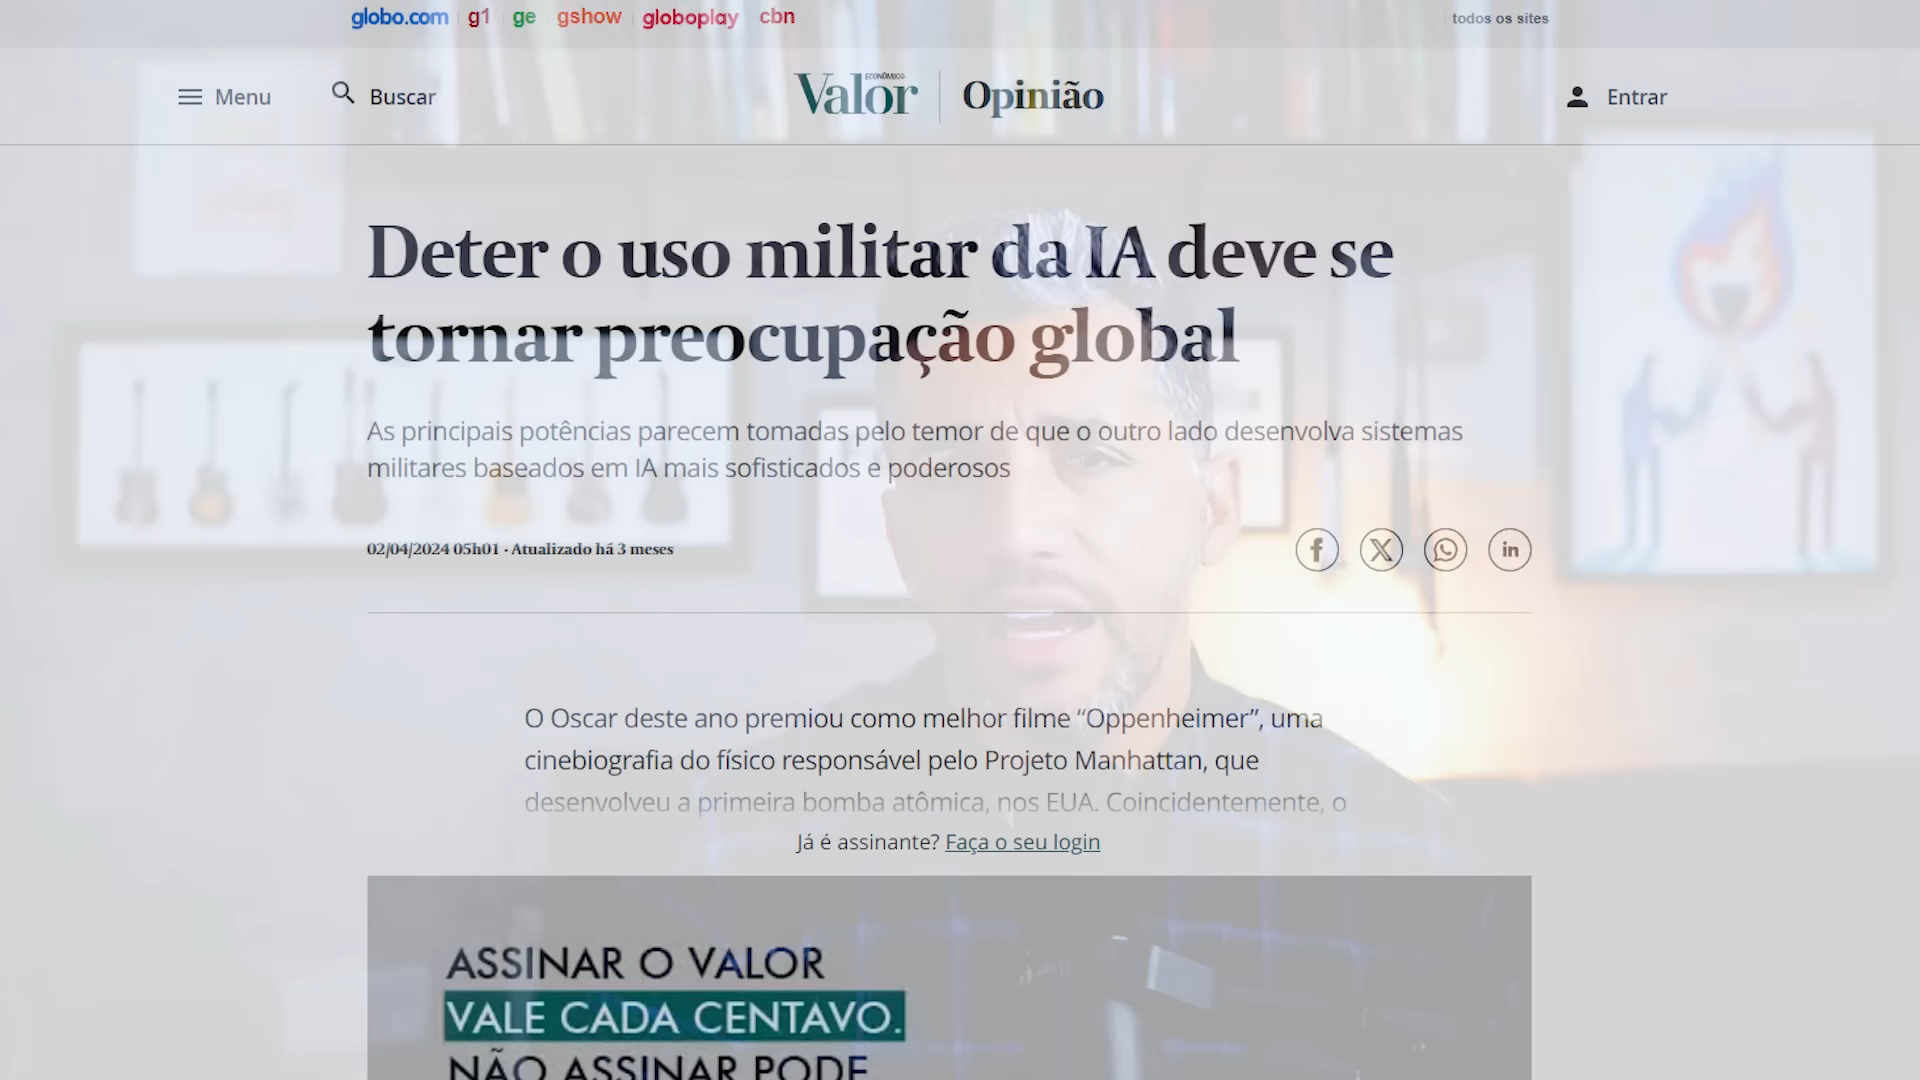 globo.com g1 ge gshow globoplay cbn todos os sites
Menu Buscar Valor ECONÔMICO Opinião Entrar
Deter o uso militar da IA deve se
tornar preocupação global
As principais potências parecem tomadas pelo temor de que o outro lado desenvolva sistemas
militares baseados em IA mais sofisticados e poderosos
02/04/2024 05h01 · Atualizado há 3 meses
O Oscar deste ano premiou como melhor filme “Oppenheimer”, uma
cinebiografia do físico responsável pelo Projeto Manhattan, que
desenvolveu a primeira bomba atômica, nos EUA. Coincidentemente, o
Já é assinante? Faça o seu login
ASSINAR O VALOR
VALE CADA CENTAVO.
NÃO ASSINAR PODE